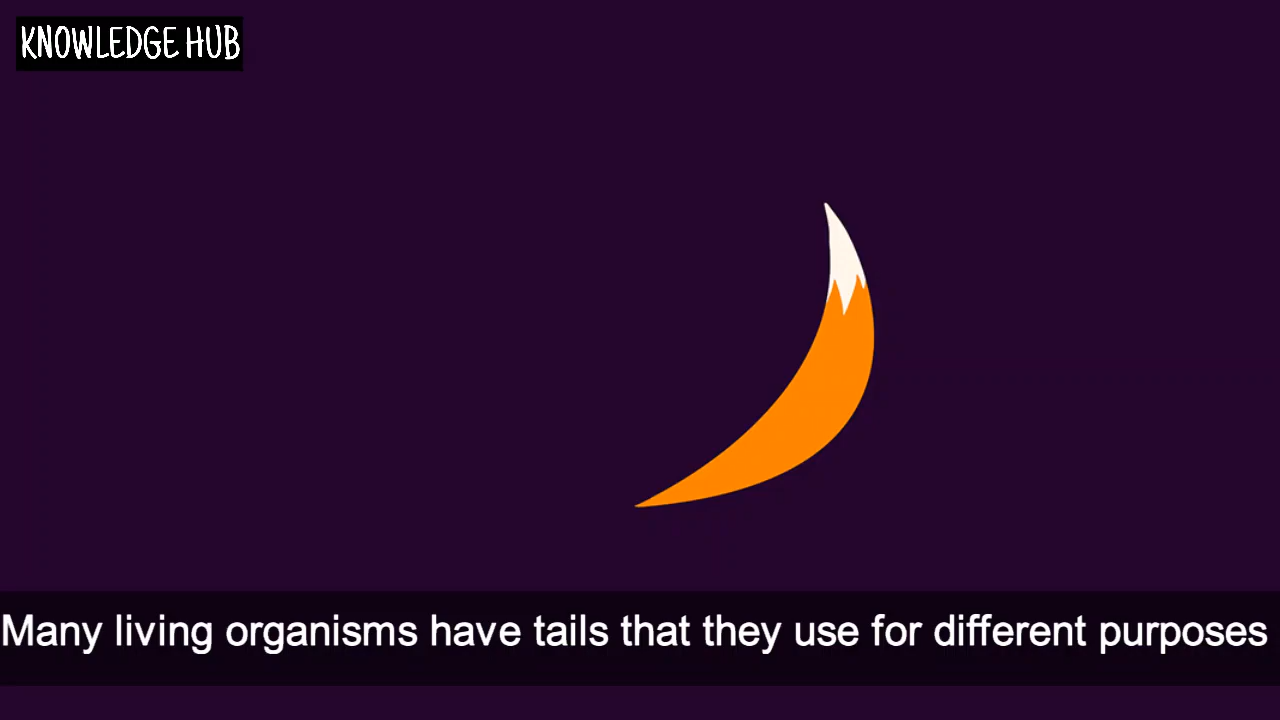 KNOWLEDGE HUB
Many living organisms have tails that they use for different purposes